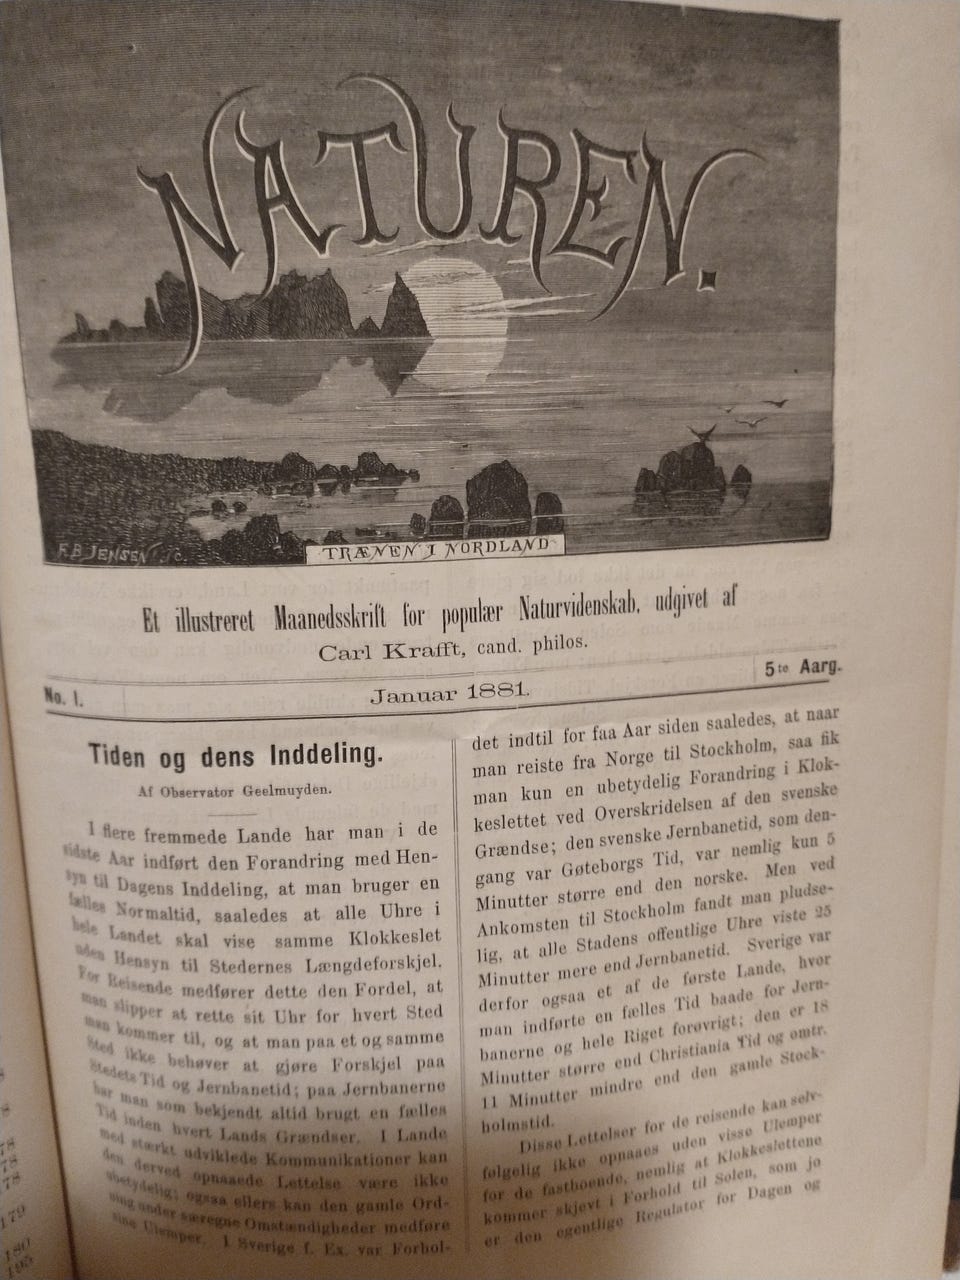 NATUREN.
F.B JENSEN
TRÆNEN I NORDLAND
Et illustreret Maanedsskrift for populær Naturvidenskab, udgivet af
Carl Krafft, cand. philos.
No. 1.
Januar 1881.
5te Aarg.
Tiden og dens Inddeling.
Af Observator Geelmuyden.
I flere fremmede Lande har man i de
sidste Aar indført den Forandring med Hen-
syn til Dagens Inddeling, at man bruger en
fælles Normaltid, saaledes at alle Uhre i
hele Landet skal vise samme Klokkeslet
uden Hensyn til Stedernes Længdeforskjel.
For Reisende medfører dette den Fordel, at
man slipper at rette sit Uhr for hvert Sted
man kommer til, og at man paa et og samme
Sted ikke behøver at gjøre Forskjel paa
Stedets Tid og Jernbanetid; paa Jernbanerne
har man som bekjendt altid brugt en fælles
Tid inden hvert Lands Grændser. I Lande
med stærkt udviklede Kommunikationer kan
den derved opnaaede Lettelse være ikke
ubetydelig; ogsaa ellers kan den gamle Ord-
ning under særegne Omstændigheder medføre
sine Ulemper. I Sverige f. Ex. var Forhol-
det indtil for faa Aar siden saaledes, at naar
man reiste fra Norge til Stockholm, saa fik
man kun en ubetydelig Forandring i Klok-
keslettet ved Overskridelsen af den svenske
Grændse; den svenske Jernbanetid, som den-
gang var Gøteborgs Tid, var nemlig kun 5
Minutter større end den norske. Men ved
Ankomsten til Stockholm fandt man pludse-
lig, at alle Stadens offentlige Uhre viste 25
Minutter mere end Jernbanetid. Sverige var
derfor ogsaa et af de første Lande, hvor
man indførte en fælles Tid baade for Jern-
banerne og hele Riget forøvrigt; den er 18
Minutter større end Christiania Tid og omtr.
11 Minutter mindre end den gamle Stock-
holmstid.
Disse Lettelser for de reisende kan selv-
følgelig ikke opnaaes uden visse Ulemper
for de fastboende, nemlig at Klokkeslettene
kommer skjevt i Forhold til Solen, som jo
er den egentlige Regulator for Dagen og
78
78
78
179
180
195